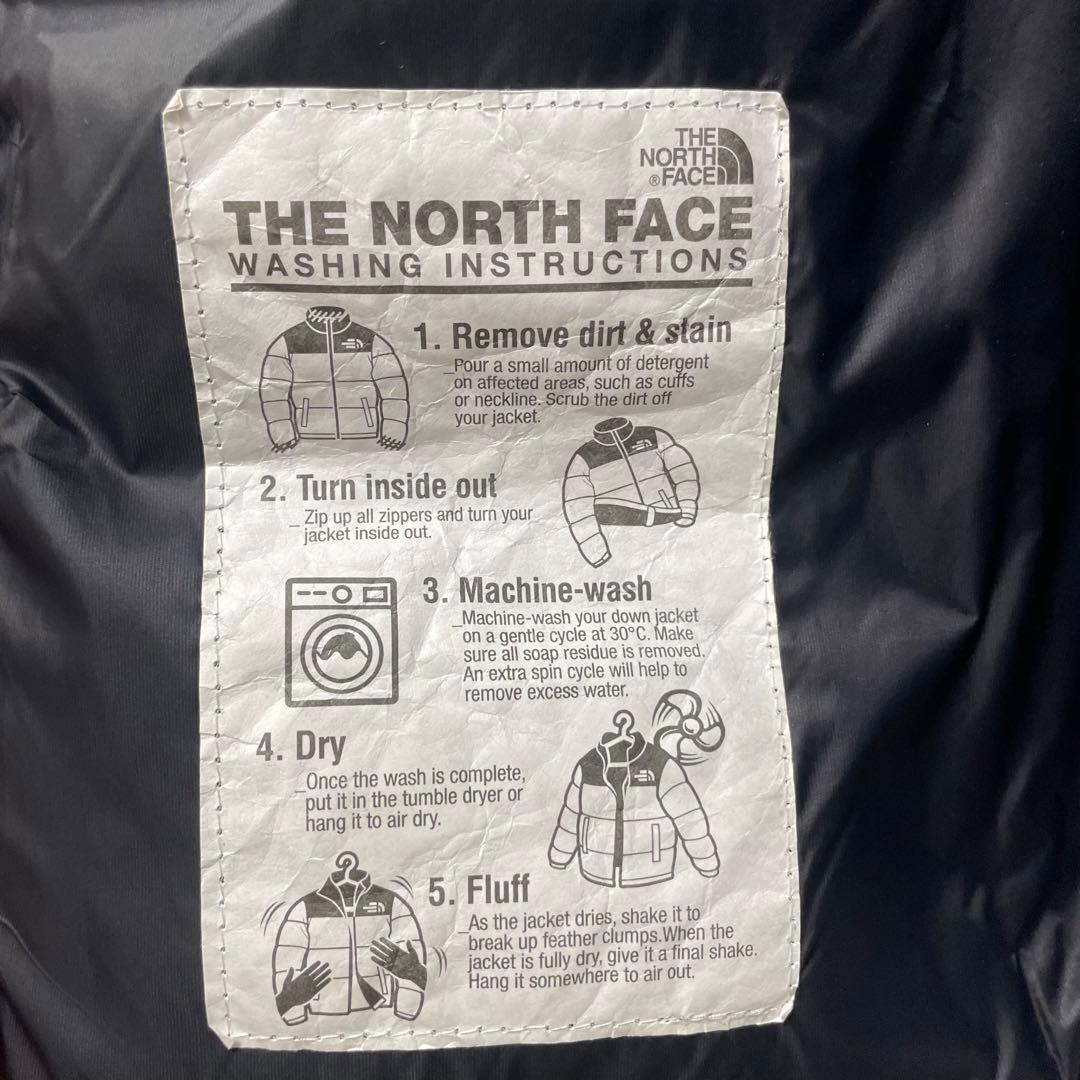 THE
NORTH
® FACE
THE NORTH FACE
WASHING INSTRUCTIONS
1. Remove dirt & stain
_Pour a small amount of detergent
on affected areas, such as cuffs
or neckline. Scrub the dirt off
your jacket.
2. Turn inside out
_ Zip up all zippers and turn your
jacket inside out.
3. Machine-wash
_Machine-wash your down jacket
on a gentle cycle at 30°C. Make
sure all soap residue is removed.
An extra spin cycle will help to
remove excess water.
4. Dry
_Once the wash is complete,
put it in the tumble dryer or
hang it to air dry.
5. Fluff
_As the jacket dries, shake it to
break up feather clumps.When the
jacket is fully dry, give it a final shake.
Hang it somewhere to air out.